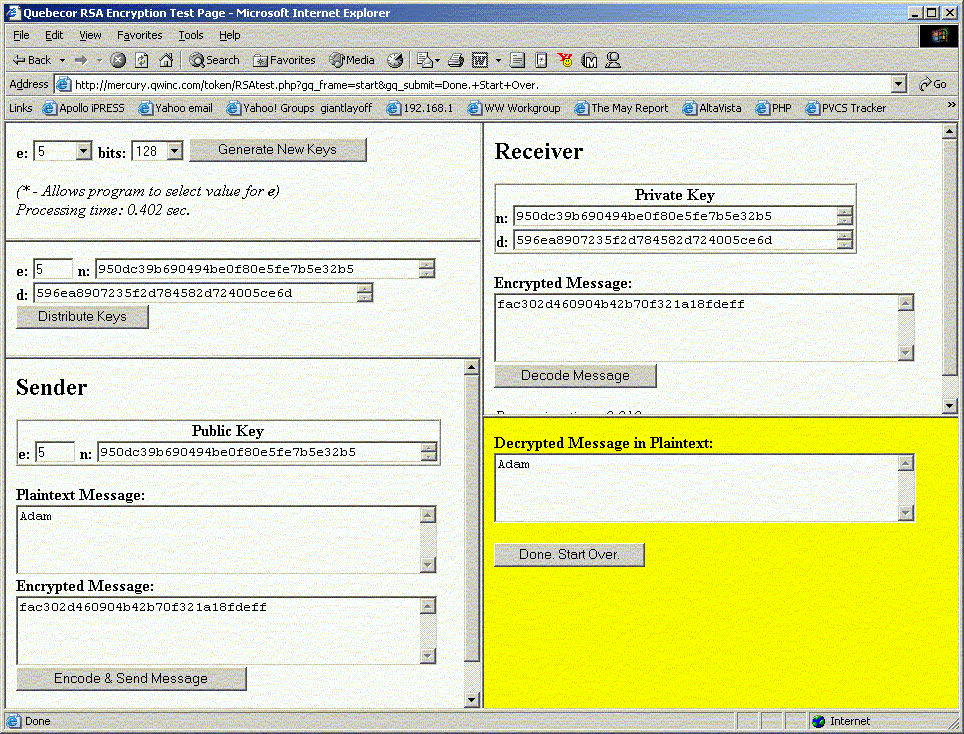 Quebecor RSA Encryption Test Page - Microsoft Internet Explorer
File Edit View Favorites Tools Help
Back Search Favorites Media
Address http://mercury.qwinc.com/token/RSAtest.php?gq_frame=start&gq_submit=Done.+Start+Over. Go
Links Apollo iPRESS Yahoo email Yahoo! Groups giantlayoff 192.168.1 WW Workgroup The May Report AltaVista PHP PVCS Tracker »
e: 5 bits: 128 Generate New Keys
(* - Allows program to select value for e)
Processing time: 0.402 sec.
e: 5 n: 950dc39b690494be0f80e5fe7b5e32b5
d: 596ea8907235f2d784582d724005ce6d
Distribute Keys
Sender
Public Key
e: 5 n: 950dc39b690494be0f80e5fe7b5e32b5
Plaintext Message:
Adam
Encrypted Message:
fac302d460904b42b70f321a18fdeff
Encode & Send Message
Receiver
Private Key
n: 950dc39b690494be0f80e5fe7b5e32b5
d: 596ea8907235f2d784582d724005ce6d
Encrypted Message:
fac302d460904b42b70f321a18fdeff
Decode Message
Decrypted Message in Plaintext:
Adam
Done. Start Over.
Done Internet